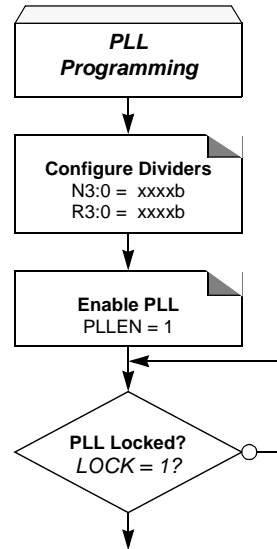 PLL
Programming
Configure Dividers
N3:0 = xxxxb
R3:0 = xxxxb
Enable PLL
PLLEN = 1
PLL Locked?
LOCK = 1?